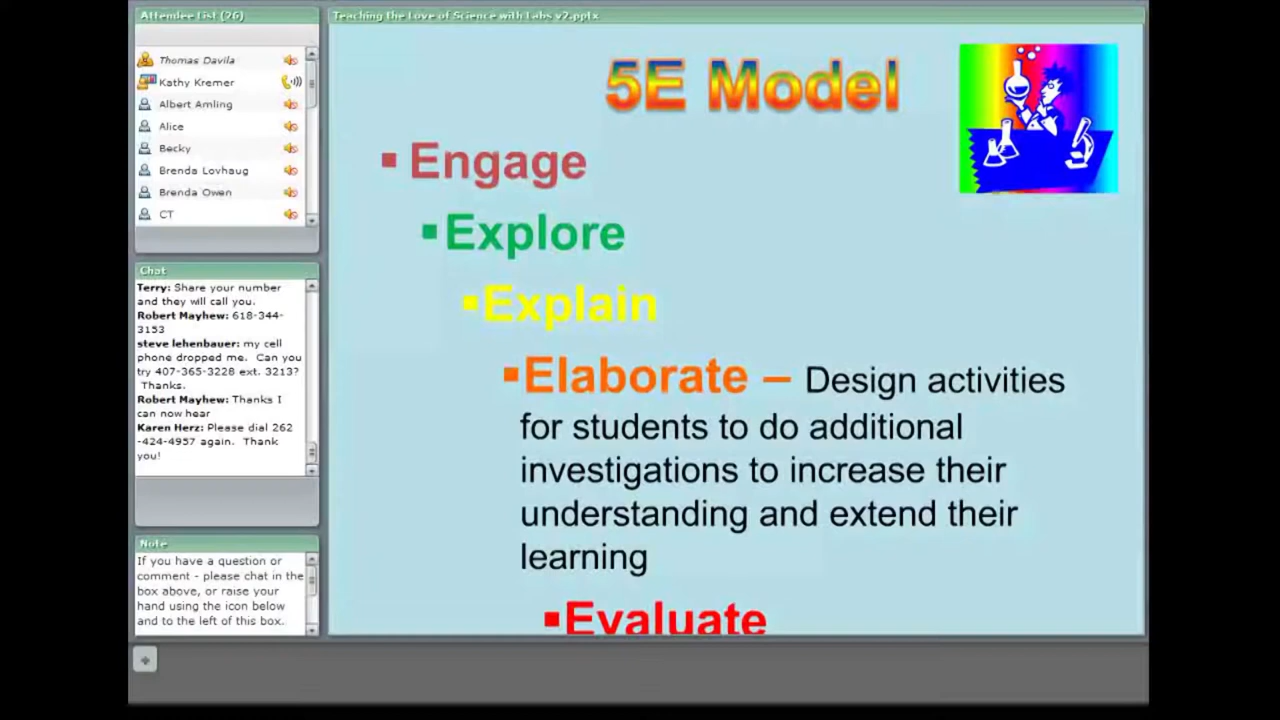 Attendee List (26)
Thomas Davila
Kathy Kremer
Albert Amling
Alice
Becky
Brenda Lovhaug
Brenda Owen
CT
Chat
Terry: Share your number
and they will call you.
Robert Mayhew: 618-344-
3153
steve lehenbauer: my cell
phone dropped me. Can you
try 407-365-3228 ext. 3213?
Thanks.
Robert Mayhew: Thanks I
can now hear
Karen Herz: Please dial 262
-424-4957 again. Thank
you!
Note
If you have a question or
comment - please chat in the
box above, or raise your
hand using the icon below
and to the left of this box.
Teaching the Love of Science with Labs v2.pptx
5E Model
▪ Engage
▪ Explore
▪ Explain
▪ Elaborate – Design activities
for students to do additional
investigations to increase their
understanding and extend their
learning
▪ Evaluate